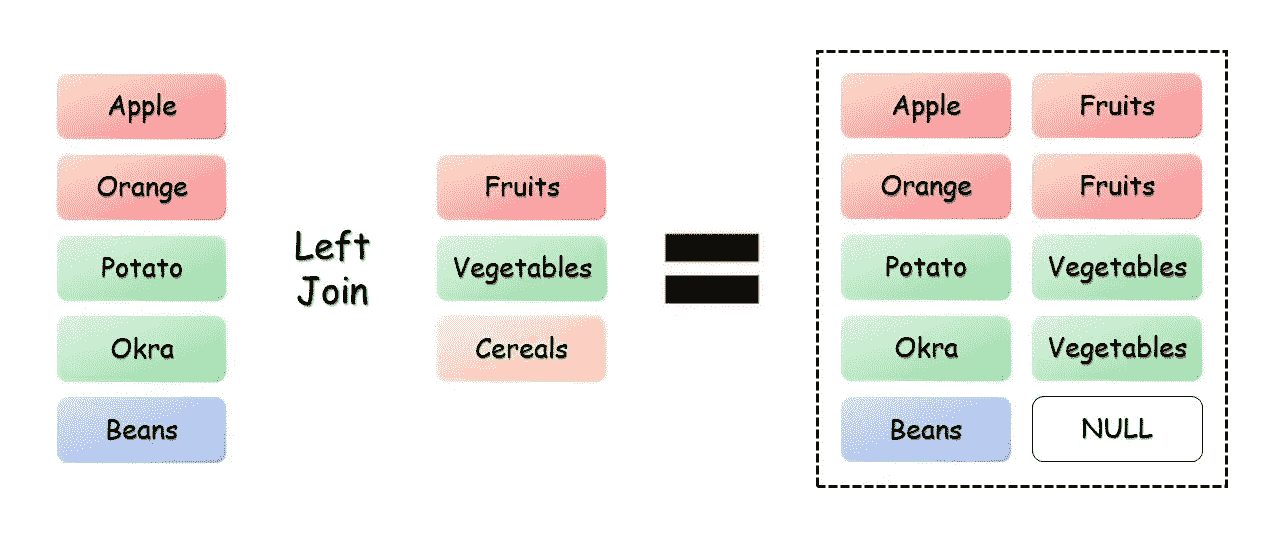 Apple
Orange
Potato
Okra
Beans
Left
Join
Fruits
Vegetables
Cereals
Apple Fruits
Orange Fruits
Potato Vegetables
Okra Vegetables
Beans NULL